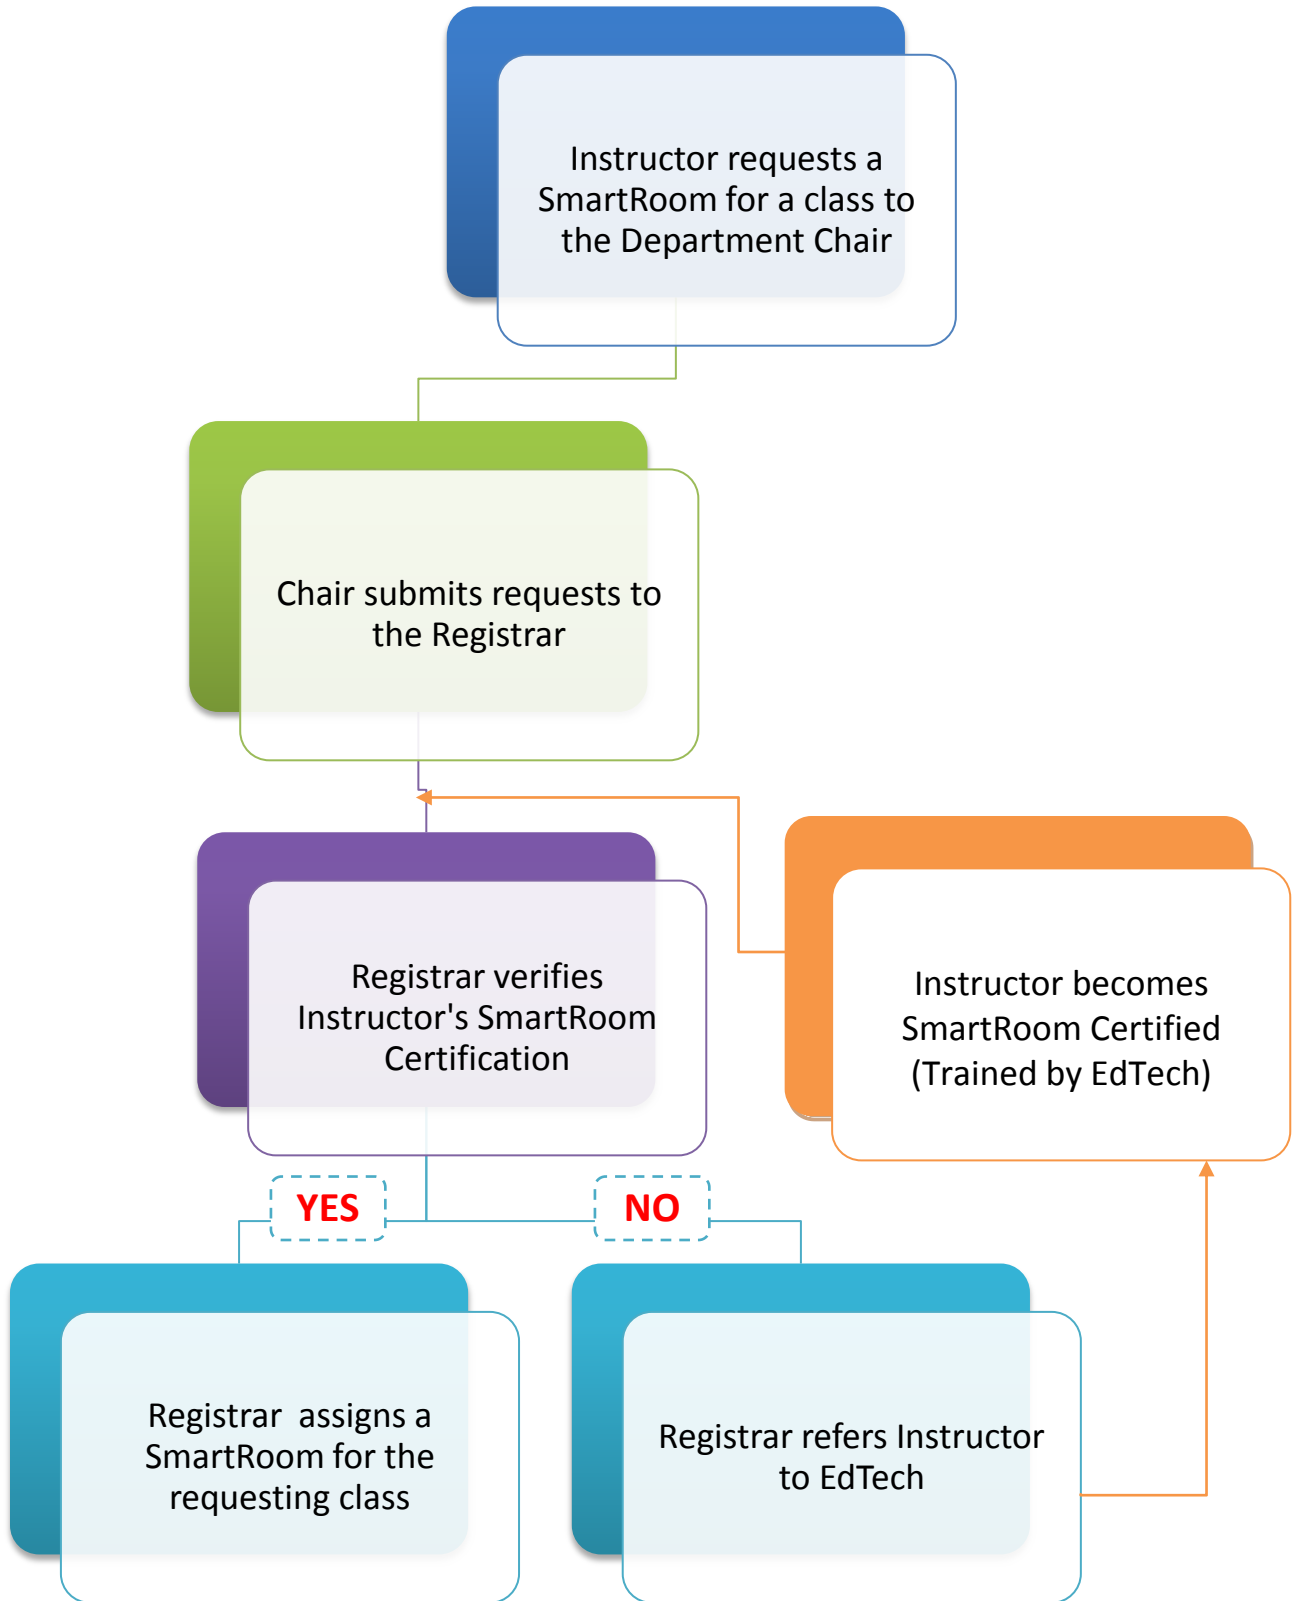 Instructor requests a
SmartRoom for a class to
the Department Chair
Chair submits requests to
the Registrar
Registrar verifies
Instructor's SmartRoom
Certification
Instructor becomes
SmartRoom Certified
(Trained by EdTech)
YES
NO
Registrar  assigns a
SmartRoom for the
requesting class
Registrar refers Instructor
to EdTech